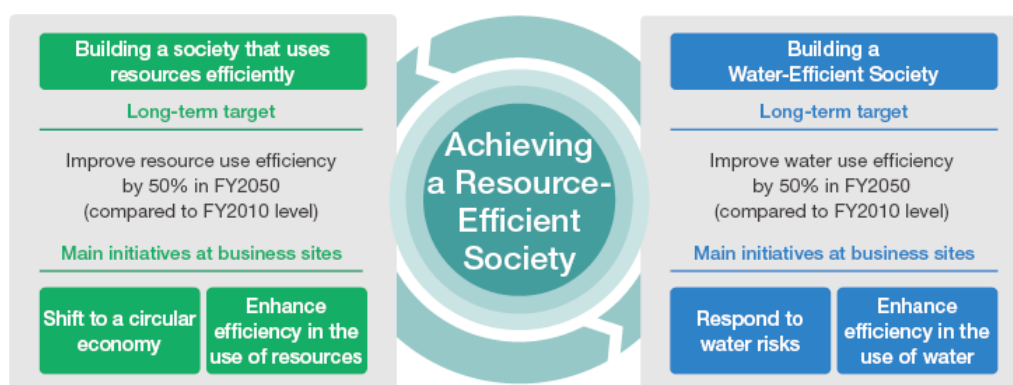 Building a society that uses
resources efficiently
Long-term target
Improve resource use efficiency
by 50% in FY2050
(compared to FY2010 level)
Main initiatives at business sites
Shift to a circular
economy
Enhance
efficiency in the
use of resources
Achieving
a Resource-
Efficient
Society
Building a
Water-Efficient Society
Long-term target
Improve water use efficiency
by 50% in FY2050
(compared to FY2010 level)
Main initiatives at business sites
Respond to
water risks
Enhance
efficiency in the
use of water